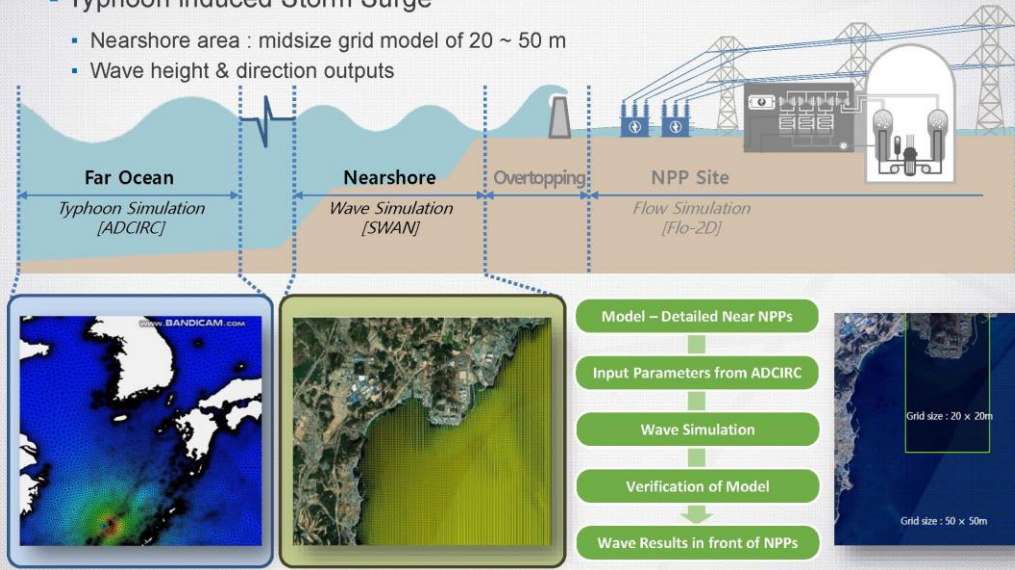 ▪ Typhoon Induced Storm Surge
▪ Nearshore area : midsize grid model of 20 ~ 50 m
▪ Wave height & direction outputs
Far Ocean
Typhoon Simulation
[ADCIRC]
Nearshore
Wave Simulation
[SWAN]
Overtopping
NPP Site
Flow Simulation
[Flo-2D]
www.BANDICAM.com
Model – Detailed Near NPPs
Input Parameters from ADCIRC
Wave Simulation
Verification of Model
Wave Results in front of NPPs
Grid size : 20 × 20m
Grid size : 50 × 50m